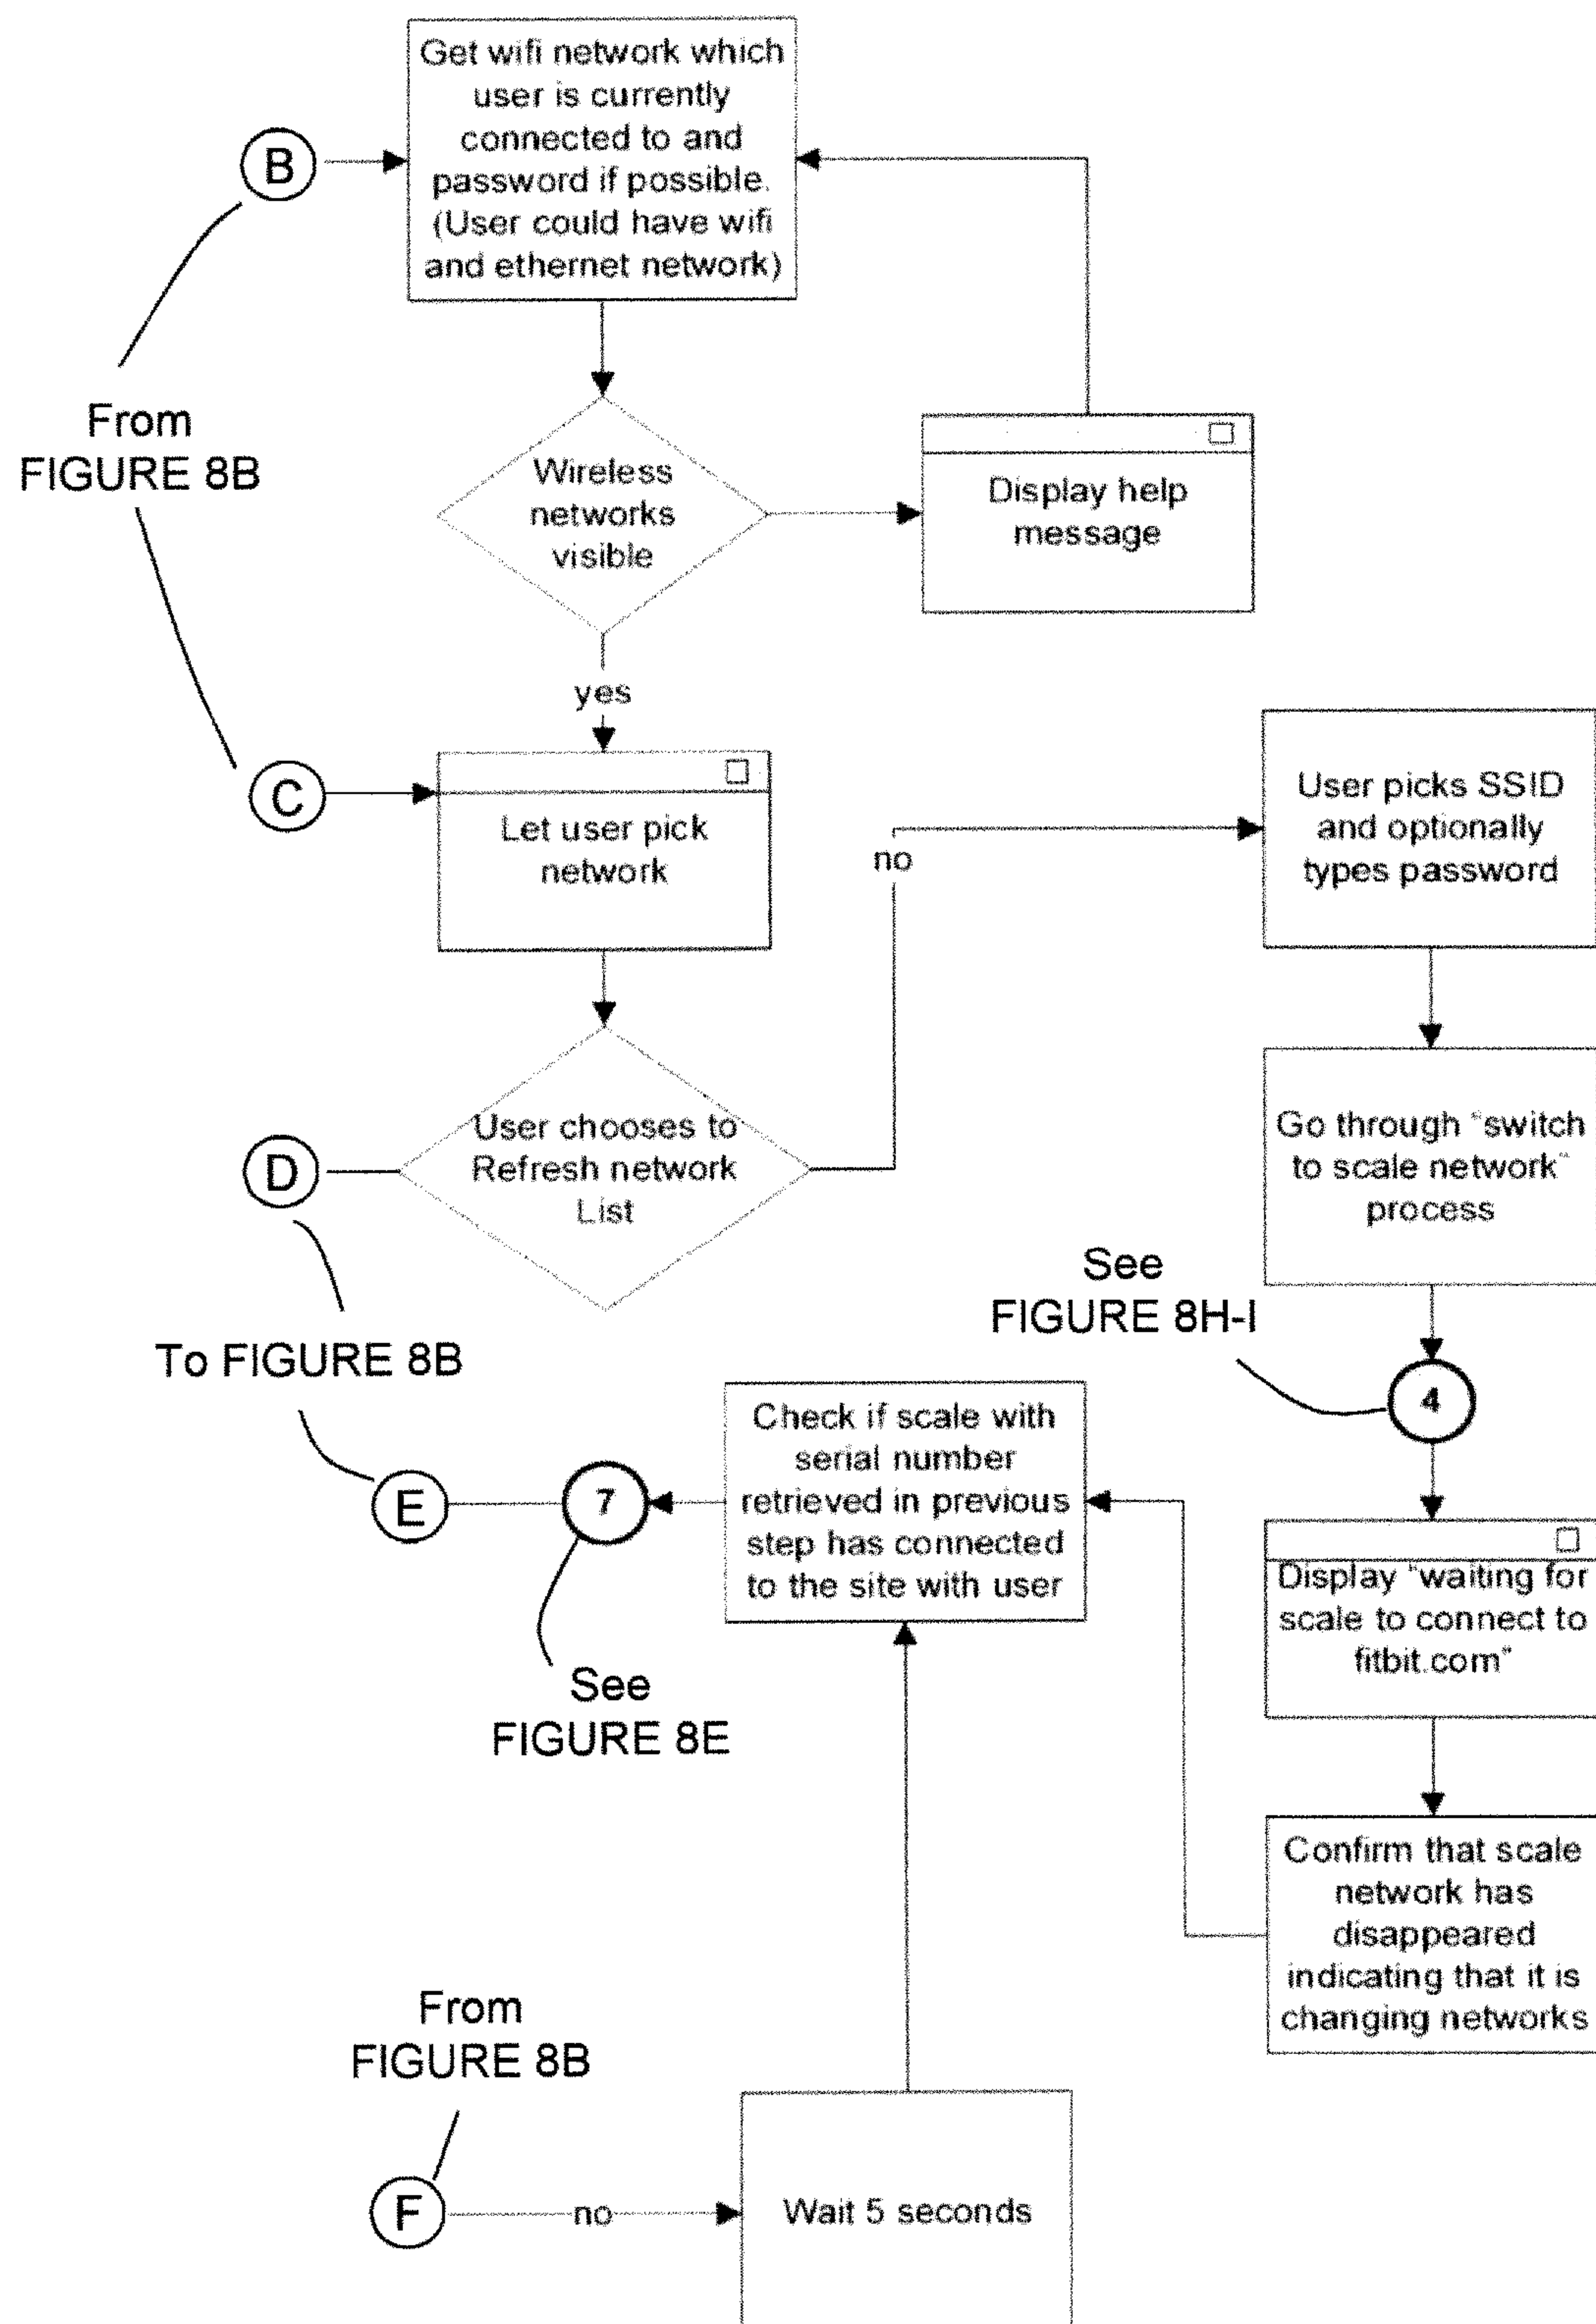 Get wifi network which
user is currently
connected to and
password if possible.
(User could have wifi
and ethernet network)
B
From
FIGURE 8B
Wireless
networks
visible
Display help
message
yes
C
Let user pick
network
no
User picks SSID
and optionally
types password
D
User chooses to
Refresh network
List
Go through "switch
to scale network"
process
See
FIGURE 8H-I
To FIGURE 8B
4
Check if scale with
serial number
retrieved in previous
step has connected
to the site with user
7
E
Display "waiting for
scale to connect to
fitbit.com"
See
FIGURE 8E
Confirm that scale
network has
disappeared
indicating that it is
changing networks
From
FIGURE 8B
F
no
Wait 5 seconds